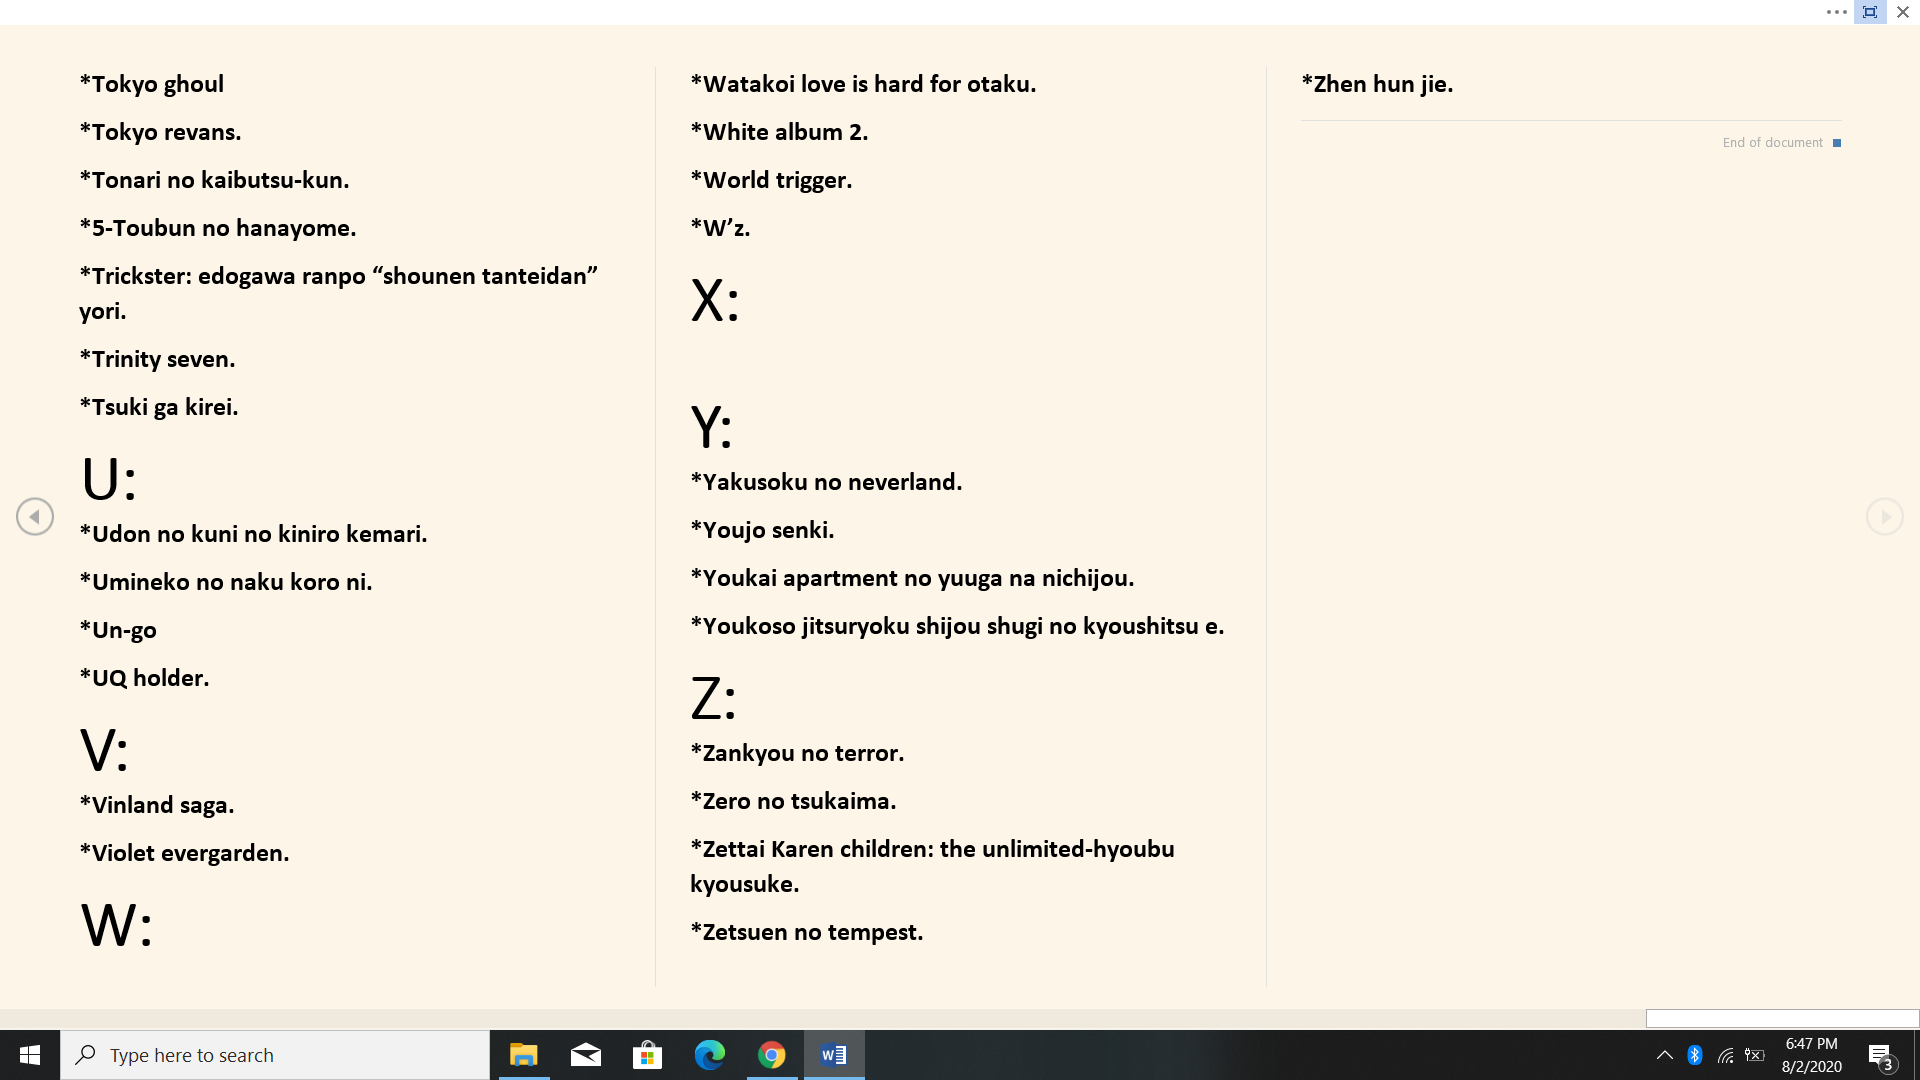 *Tokyo ghoul
*Tokyo revans.
*Tonari no kaibutsu-kun.
*5-Toubun no hanayome.
*Trickster: edogawa ranpo “shounen tanteidan”
yori.
*Trinity seven.
*Tsuki ga kirei.
U:
*Udon no kuni no kiniro kemari.
*Umineko no naku koro ni.
*Un-go
*UQ holder.
V:
*Vinland saga.
*Violet evergarden.
W:
*Watakoi love is hard for otaku.
*White album 2.
*World trigger.
*W’z.
X:
Y:
*Yakusoku no neverland.
*Youjo senki.
*Youkai apartment no yuuga na nichijou.
*Youkoso jitsuryoku shijou shugi no kyoushitsu e.
Z:
*Zankyou no terror.
*Zero no tsukaima.
*Zettai Karen children: the unlimited-hyoubu
kyousuke.
*Zetsuen no tempest.
*Zhen hun jie.
End of document
Type here to search
6:47 PM
8/2/2020
3